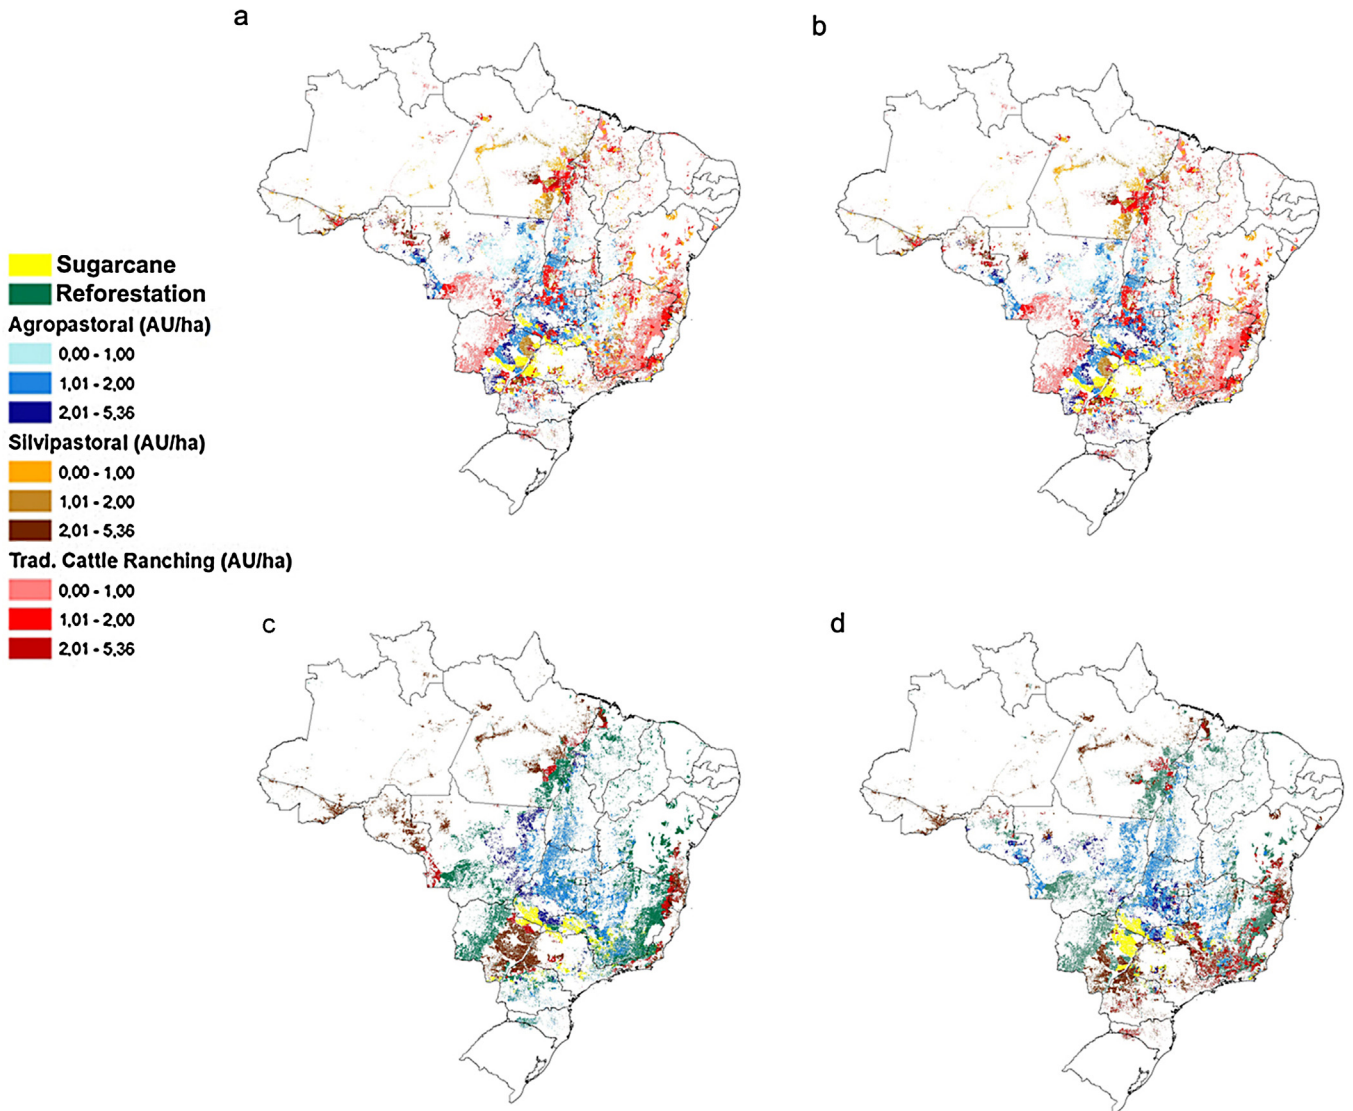 a
b
Sugarcane
Reforestation
Agropastoral (AU/ha)
0,00 - 1,00
1,01 - 2,00
2,01 - 5,36
Silvipastoral (AU/ha)
0,00 - 1,00
1,01 - 2,00
2,01 - 5,36
Trad. Cattle Ranching (AU/ha)
0,00 - 1,00
1,01 - 2,00
2,01 - 5,36
c
d